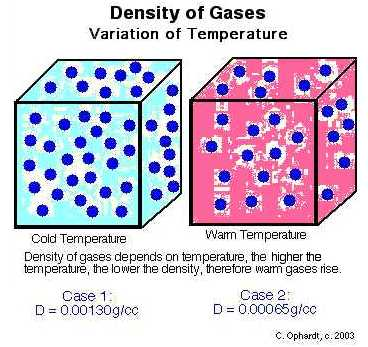 Density of Gases
Variation of Temperature
Cold Temperature
Warm Temperature
Density of gases depends on temperature, the higher the
temperature, the lower the density, therefore warm gases rise.
Case 1:
D = 0.00130g/cc
Case 2:
D = 0.00065g/cc
C. Ophardt, c. 2003